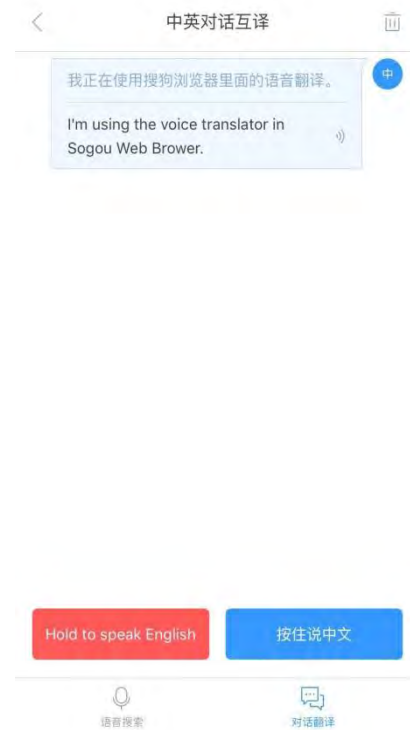 中英对话互译
我正在使用搜狗浏览器里面的语音翻译。
中
I'm using the voice translator in
Sogou Web Brower.
Hold to speak English
按住说中文
语音搜索
对话翻译